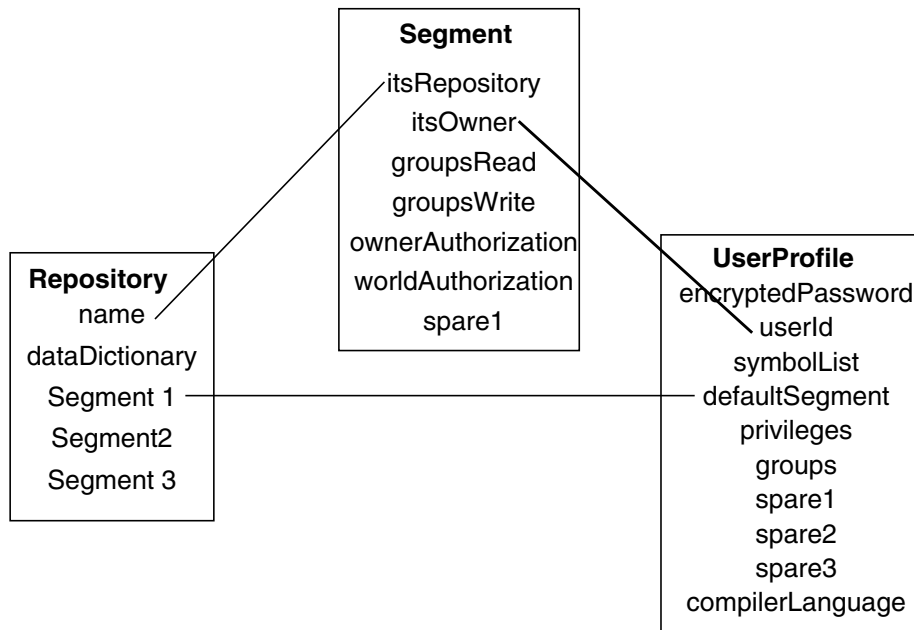 Segment
itsRepository
itsOwner
groupsRead
groupsWrite
ownerAuthorization
worldAuthorization
spare1
Repository
name
dataDictionary
Segment 1
Segment2
Segment 3
UserProfile
encryptedPassword
userId
symbolList
defaultSegment
privileges
groups
spare1
spare2
spare3
compilerLanguage